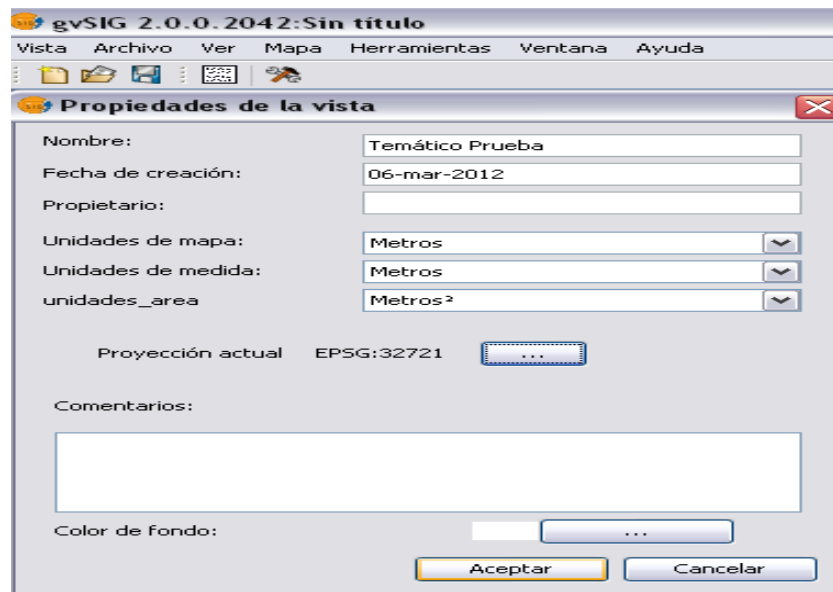 gvSIG 2.0.0.2042:Sin título
Vista Archivo Ver Mapa Herramientas Ventana Ayuda
Propiedades de la vista
Nombre: Temático Prueba
Fecha de creación: 06-mar-2012
Propietario:
Unidades de mapa: Metros
Unidades de medida: Metros
unidades_area Metros²
Proyección actual EPSG:32721 ...
Comentarios:
Color de fondo: ...
Aceptar Cancelar